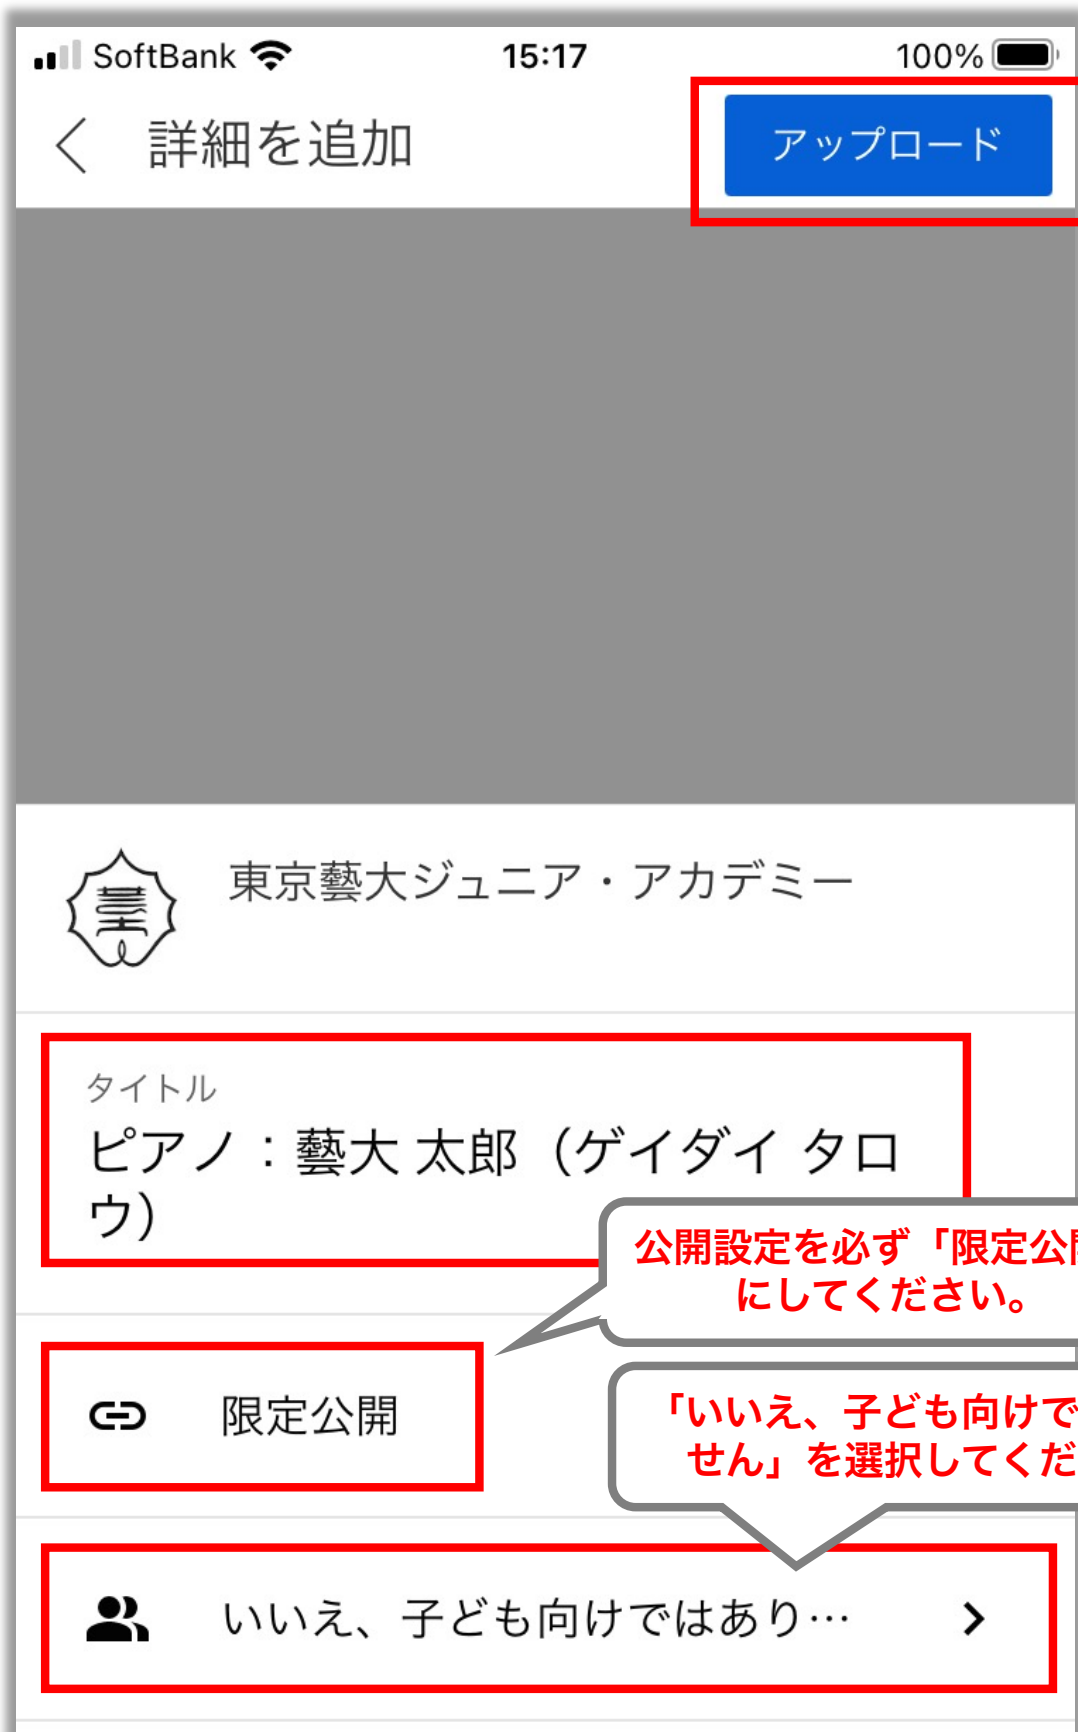 SoftBank 15:17 100%
詳細を追加
アップロード
東京藝大ジュニア・アカデミー
タイトル
ピアノ：藝大 太郎（ゲイダイ タロ
ウ）
公開設定を必ず「限定公開
にしてください。
限定公開
「いいえ、子ども向けで
せん」を選択してくだ
いいえ、子ども向けではあり…